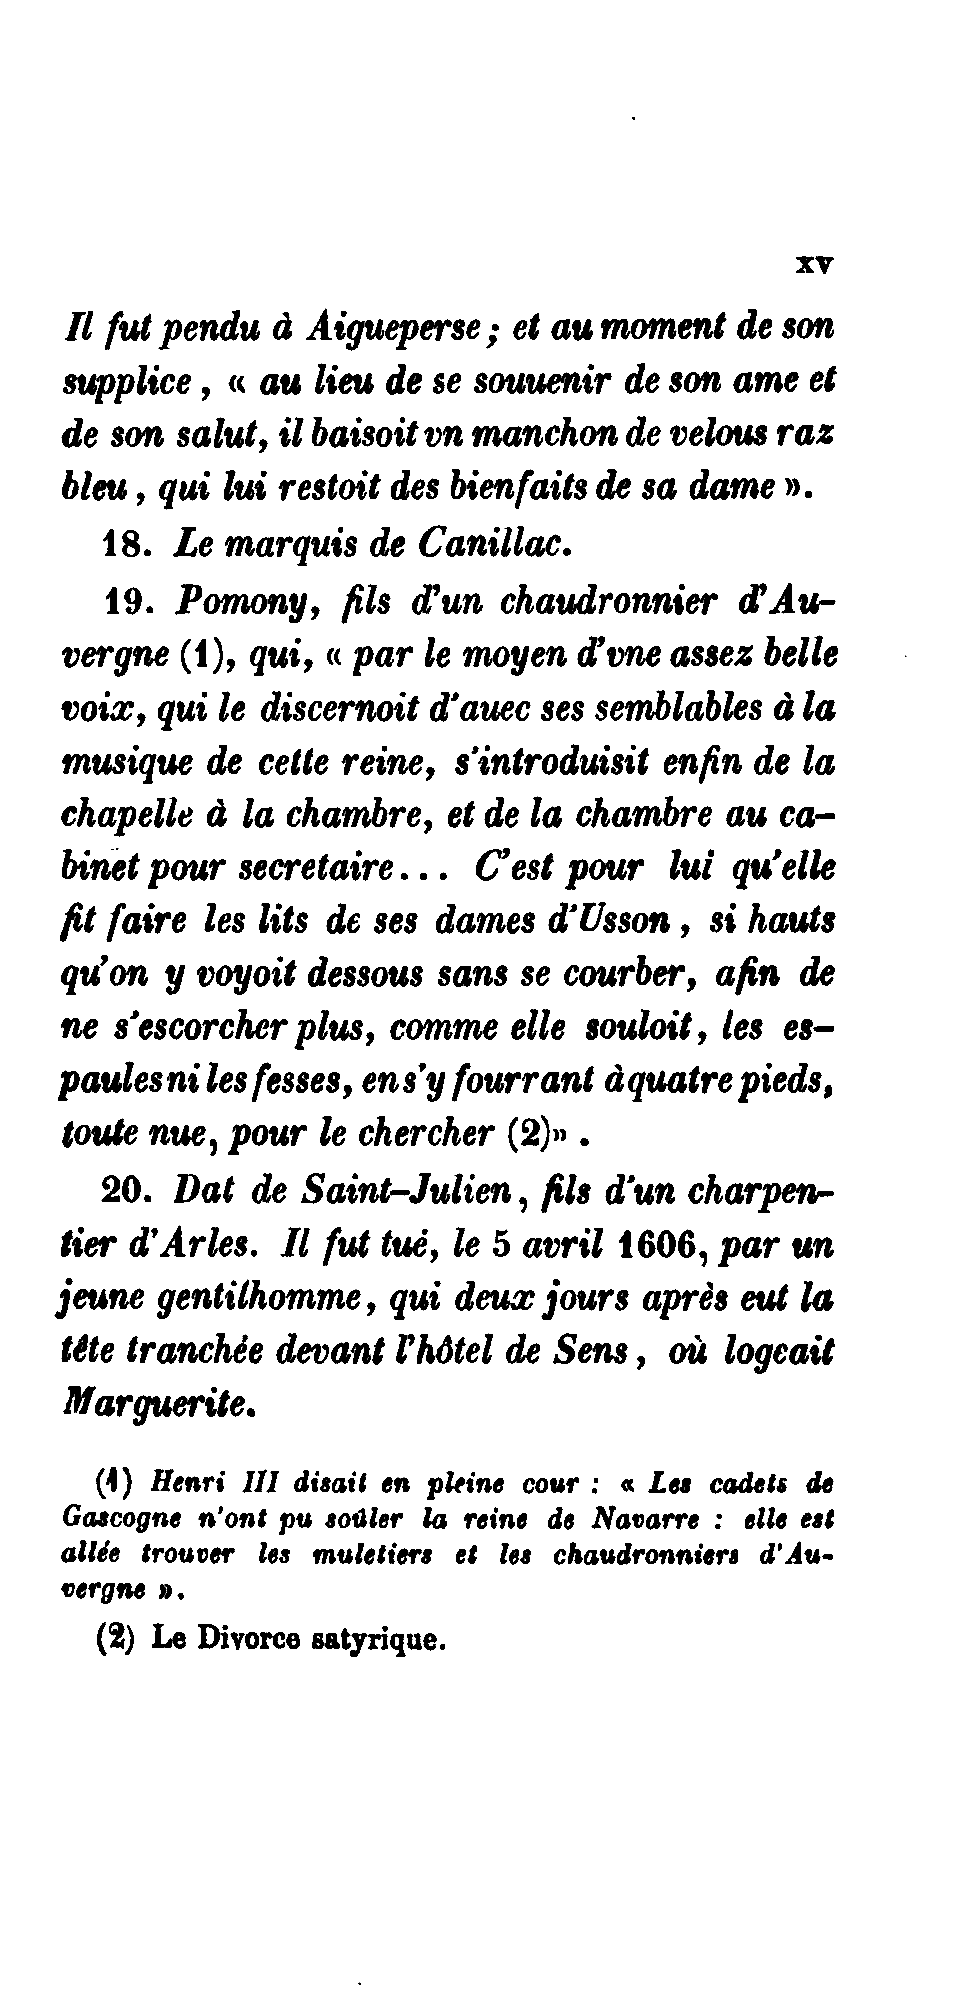 xv
Il fut pendu à Aigueperse ; et au moment de son
supplice , « au lieu de se souuenir de son ame et
de son salut, il baisoit vn manchon de velous raz
bleu , qui lui restoit des bienfaits de sa dame ».
18. Le marquis de Canillac.
19. Pomony, fils d'un chaudronnier d'Au-
vergne (1), qui, « par le moyen d'vne assez belle
voix, qui le discernoit d'auec ses semblables à la
musique de cette reine, s'introduisit enfin de la
chapelle à la chambre, et de la chambre au ca-
binet pour secretaire... C'est pour lui qu'elle
fit faire les lits de ses dames d'Usson , si hauts
qu'on y voyoit dessous sans se courber, afin de
ne s'escorcher plus, comme elle souloit, les es-
paules ni les fesses, en s'y fourrant à quatre pieds,
toute nue, pour le chercher (2)» .
20. Dat de Saint-Julien , fils d'un charpen-
tier d'Arles. Il fut tué, le 5 avril 1606, par un
jeune gentilhomme, qui deux jours après eut la
tête tranchée devant l'hôtel de Sens , où logeait
Marguerite.
(1) Henri III disait en pleine cour : « Les cadets de
Gascogne n'ont pu soûler la reine de Navarre : elle est
allée trouver les muletiers et les chaudronniers d'Au-
vergne ».
(2) Le Divorce satyrique.